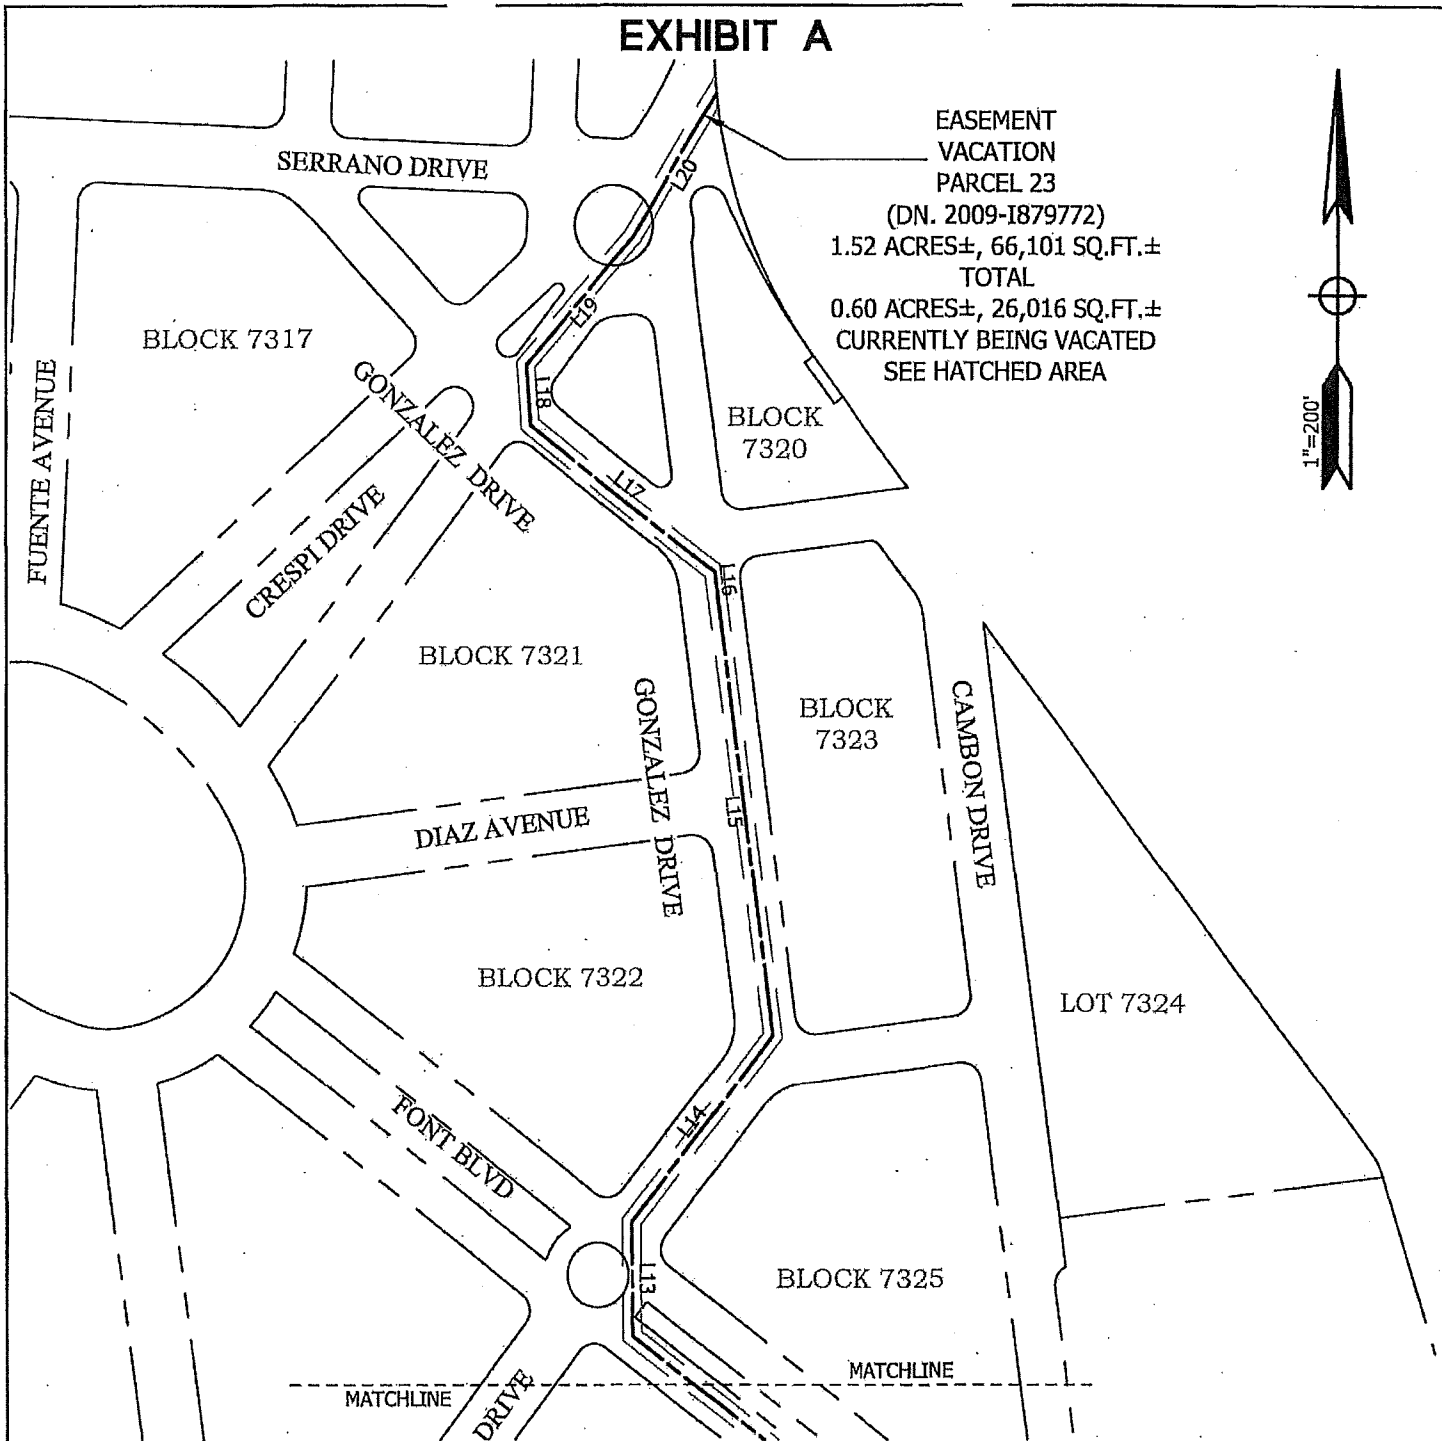 EXHIBIT A
EASEMENT
VACATION
PARCEL 23
(DN. 2009-I879772)
1.52 ACRES±, 66,101 SQ.FT.±
TOTAL
0.60 ACRES±, 26,016 SQ.FT.±
CURRENTLY BEING VACATED
SEE HATCHED AREA
1"=200'
SERRANO DRIVE
L20
L19
BLOCK 7317
GONZALEZ DRIVE
L18
BLOCK
7320
FUENTE AVENUE
CRESPI DRIVE
L17
L16
BLOCK 7321
GONZALEZ DRIVE
BLOCK
7323
CAMBON DRIVE
L15
DIAZ AVENUE
BLOCK 7322
LOT 7324
L14
FONT BLVD
L13
BLOCK 7325
MATCHLINE
MATCHLINE
DRIVE